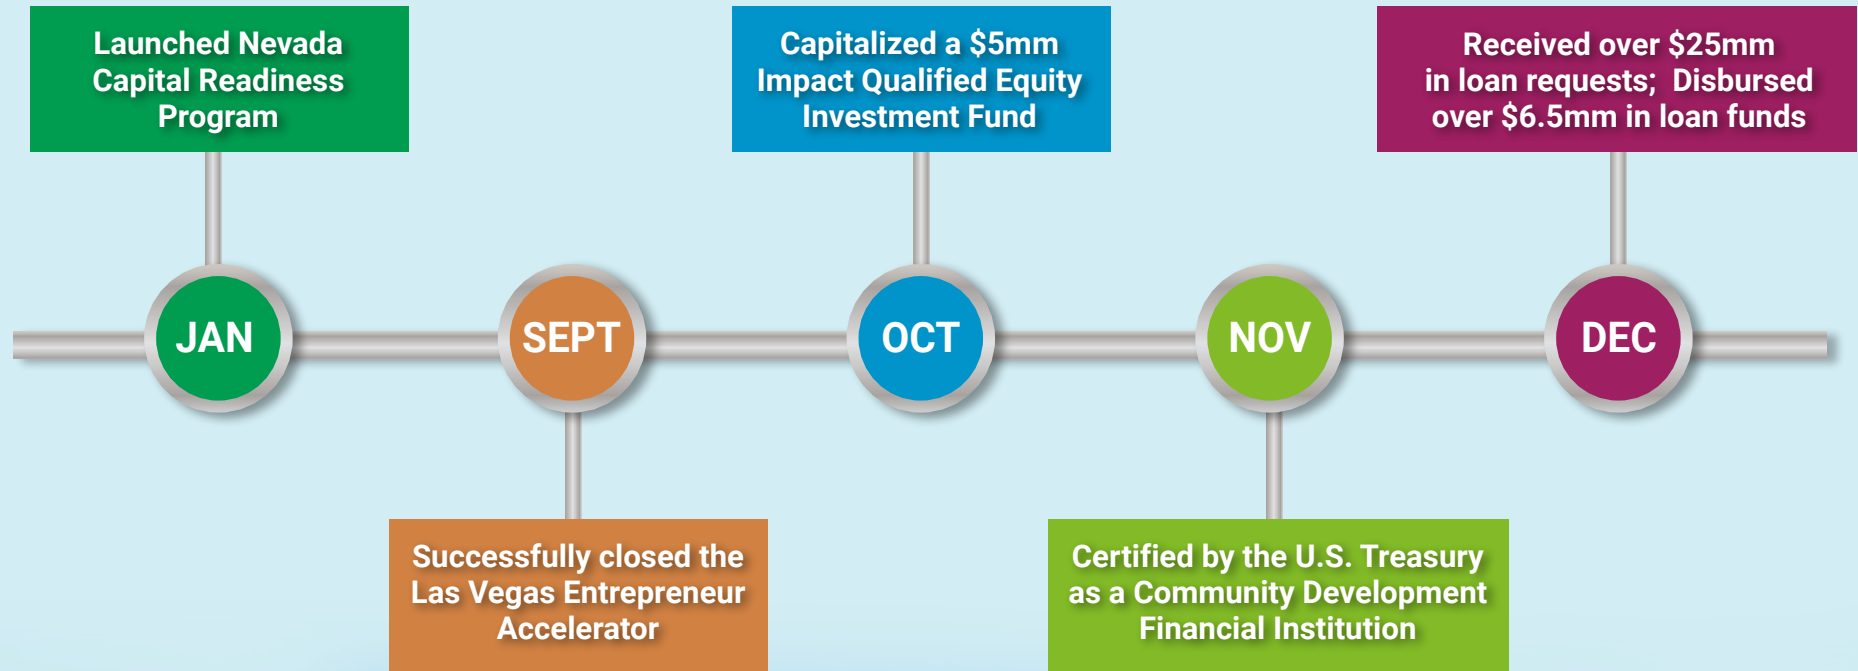 Launched Nevada
Capital Readiness
Program
Capitalized a $5mm
Impact Qualified Equity
Investment Fund
Received over $25mm
in loan requests; Disbursed
over $6.5mm in loan funds
JAN
SEPT
OCT
NOV
DEC
Successfully closed the
Las Vegas Entrepreneur
Accelerator
Certified by the U.S. Treasury
as a Community Development
Financial Institution